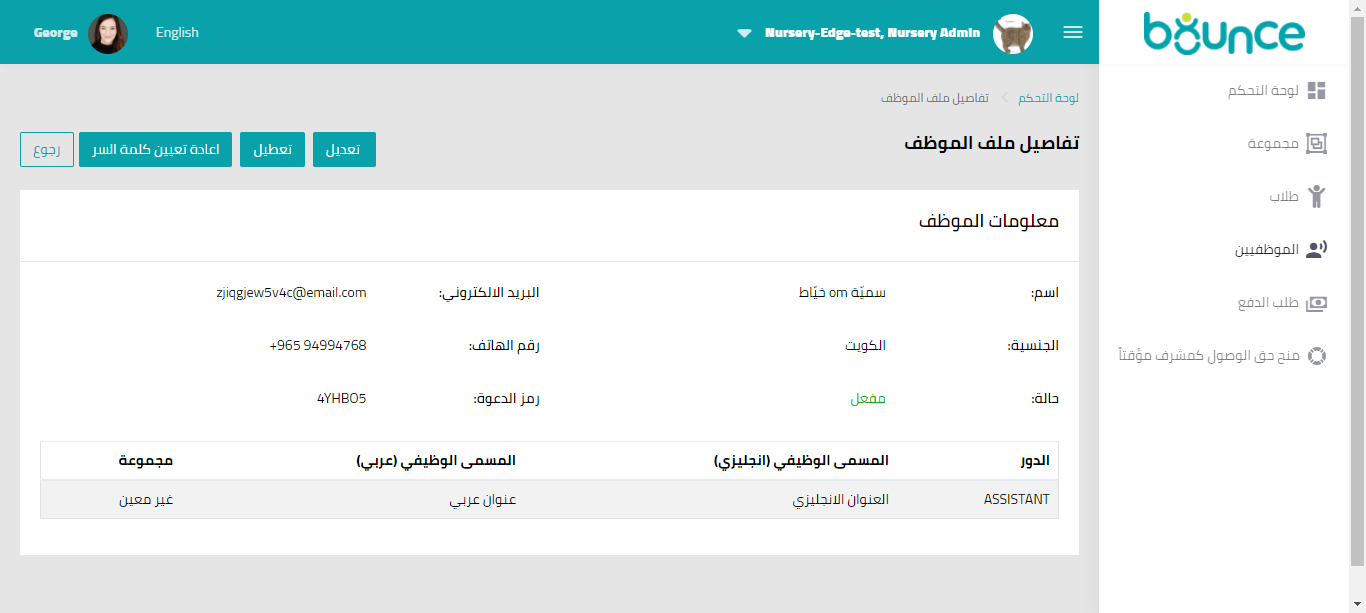 bounce
Nursery-Edge-test, Nursery Admin
English
George
لوحة التحكم
مجموعة
طلاب
الموظفيين
طلب الدفع
منح حق الوصول كمشرف مؤقتاً
لوحة التحكم
تفاصيل ملف الموظف
تفاصيل ملف الموظف
تعديل
تعطيل
اعادة تعيين كلمة السر
رجوع
معلومات الموظف
اسم: سميّة om خيّاط البريد الالكتروني: zjiqgjew5v4c@email.com
الجنسية: الكويت رقم الهاتف: +965 94994768
حالة: مفعل رمز الدعوة: 4YHBO5
الدور المسمى الوظيفي (انجليزي) المسمى الوظيفي (عربي) مجموعة
ASSISTANT العنوان الانجليزي عنوان عربي غير معين